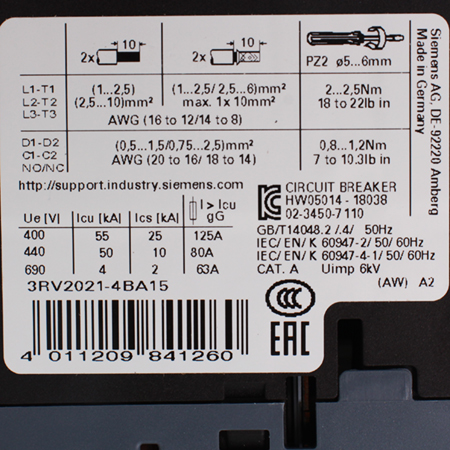 2x 10
2x 10
PZ2 ø5...6mm
L1-T1 (1...2,5) (1...2,5/ 2,5...6)mm² 2...2,5Nm
L2-T2 (2,5...10)mm² max. 1x 10mm² 18 to 22lb in
L3-T3 AWG (16 to 12/14 to 8)
D1-D2 (0,5...1,5/0,75...2,5)mm² 0,8...1,2Nm
C1-C2 AWG (20 to 16/ 18 to 14) 7 to 10.3lb in
NO/NC
Siemens AG, DE-92220 Amberg
Made in Germany
http://support.industry.siemens.com
Ue [V] Icu [kA] Ics [kA] I > Icu gG
400 55 25 125A
440 50 10 80A
690 4 2 63A
CIRCUIT BREAKER
HW05014 - 18038
02-3450-7110
GB/T14048.2 /.4/ 50Hz
IEC/ EN/ K 60947-2/ 50/ 60Hz
IEC/ EN/ K 60947-4-1/ 50/ 60Hz
CAT. A Uimp 6kV
(AW) A2
3RV2021-4BA15
4 011209 841260
CCC
EAC